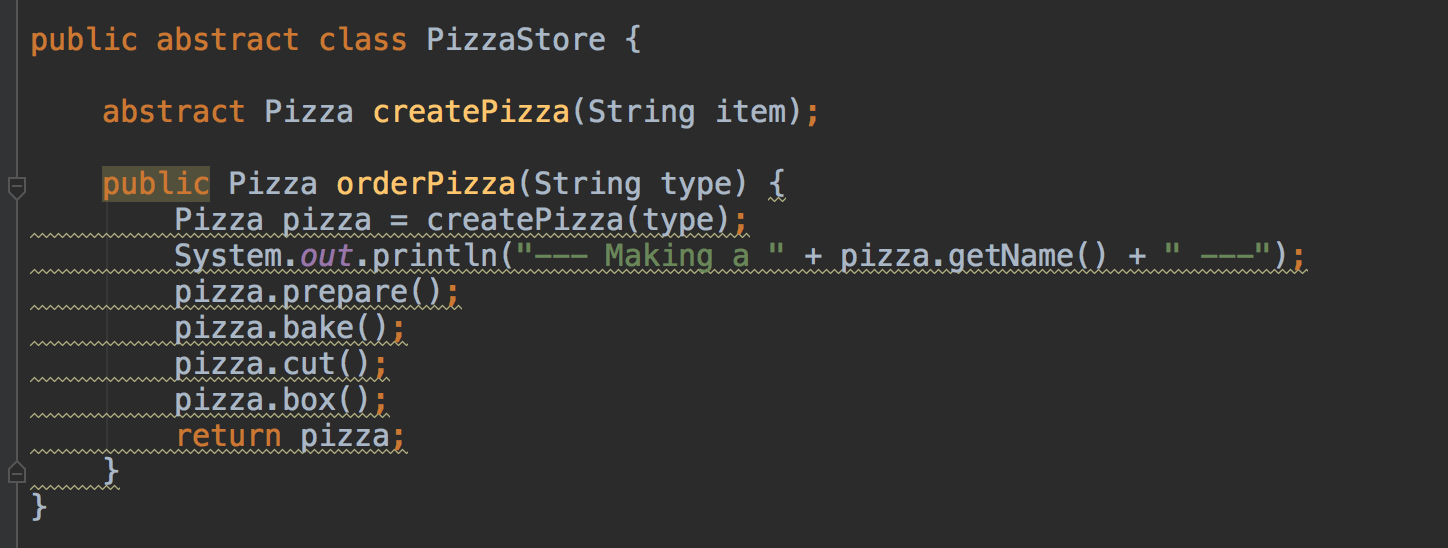 public abstract class PizzaStore {
    abstract Pizza createPizza(String item);
    public Pizza orderPizza(String type) {
        Pizza pizza = createPizza(type);
        System.out.println("--- Making a " + pizza.getName() + " ---");
        pizza.prepare();
        pizza.bake();
        pizza.cut();
        pizza.box();
        return pizza;
    }
}